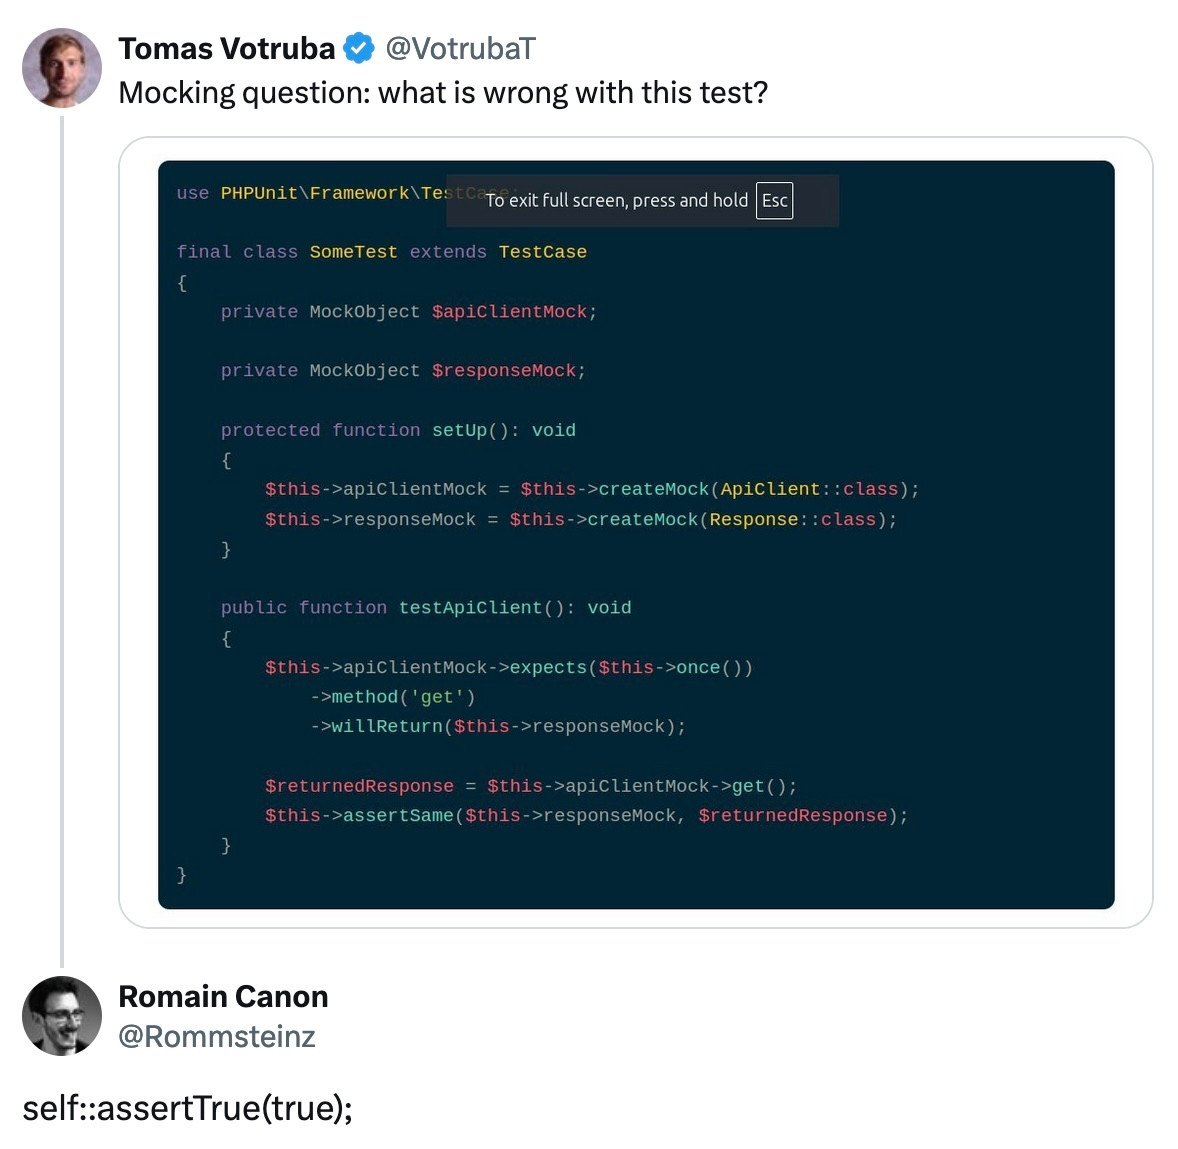 Tomas Votruba @VotrubaT
Mocking question: what is wrong with this test?
use PHPUnit\Framework\TestCase;
To exit full screen, press and hold Esc
final class SomeTest extends TestCase
{
private MockObject $apiClientMock;
private MockObject $responseMock;
protected function setUp(): void
{
$this->apiClientMock = $this->createMock(ApiClient::class);
$this->responseMock = $this->createMock(Response::class);
}
public function testApiClient(): void
{
$this->apiClientMock->expects($this->once())
->method('get')
->willReturn($this->responseMock);
$returnedResponse = $this->apiClientMock->get();
$this->assertSame($this->responseMock, $returnedResponse);
}
}
Romain Canon
@Rommsteinz
self::assertTrue(true);